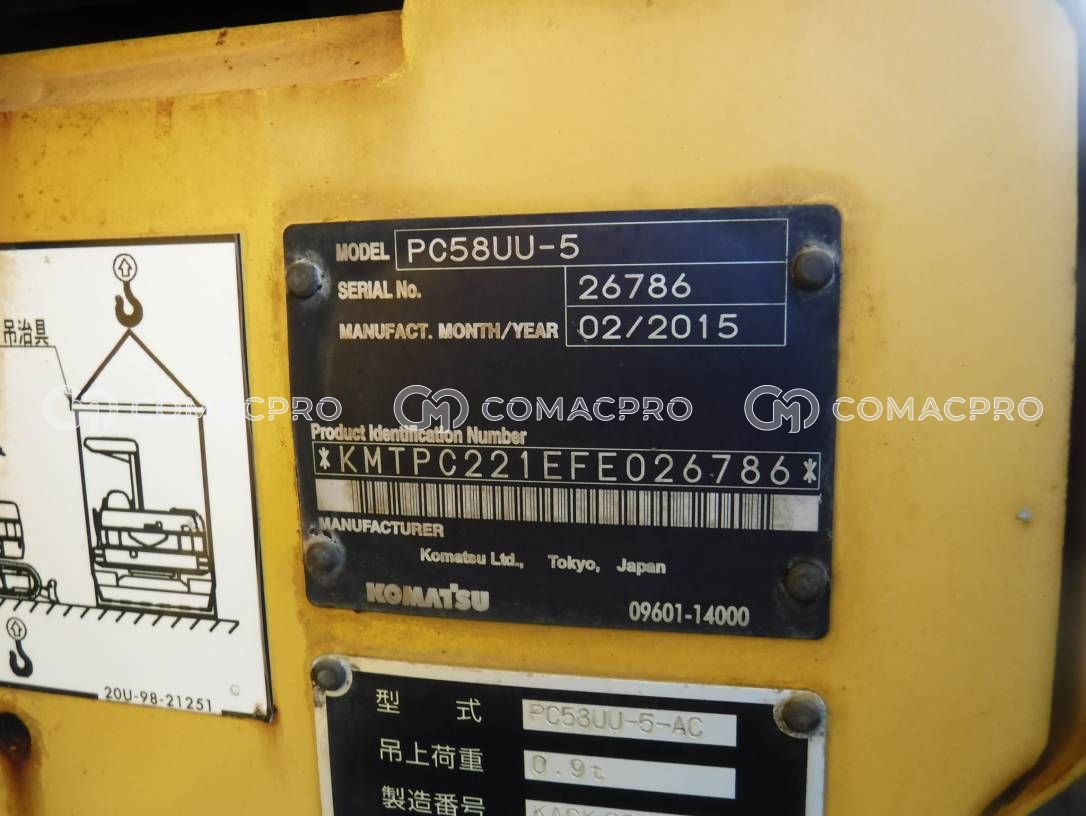 MODEL PC58UU-5
SERIAL No. 26786
MANUFACT. MONTH/YEAR 02/2015
Product Identification Number
*KMTPC221EFE026786*
MANUFACTURER
Komatsu Ltd., Tokyo, Japan
KOMATSU 09601-14000
吊治具
20U-98-21251
型 式 PC58UU-5-AC
吊上荷重 0.9t
製造番号
COMACPRO COMACPRO COMACPRO